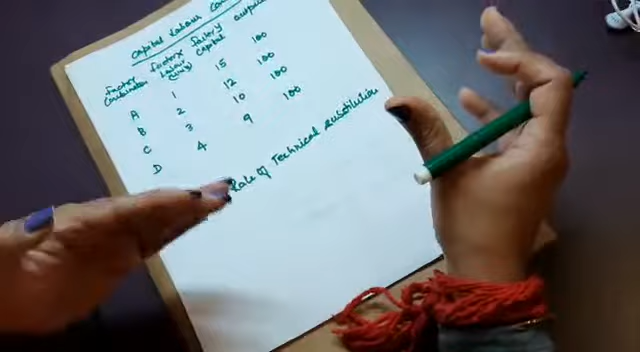 Capital Labour
Factor Combination Factor X Labour (units) Factor Y Capital Output
A 1 15 100
B 2 12 100
C 3 10 100
D 4 9 100
Rate of Technical Substitution